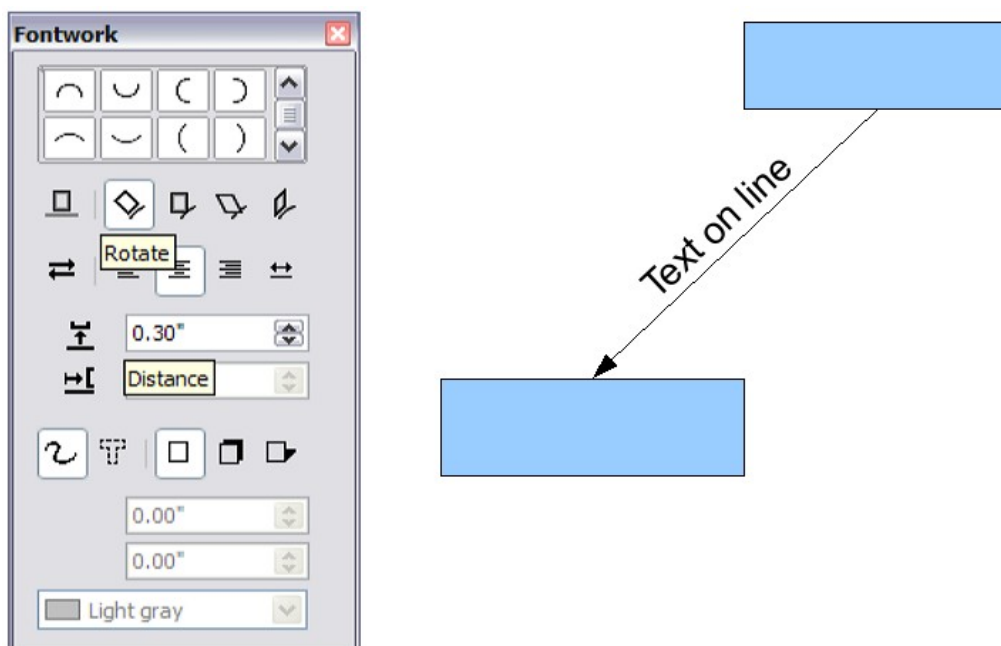 Fontwork
Rotate
0.30"
Distance
0.00"
0.00"
Light gray
Text on line